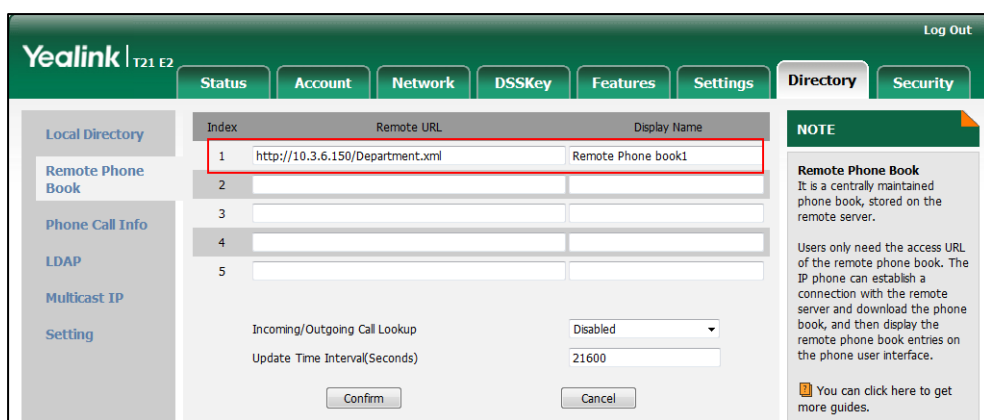 Log Out
Yealink T21 E2
Status Account Network DSSKey Features Settings Directory Security
Local Directory
Remote Phone
Book
Phone Call Info
LDAP
Multicast IP
Setting
Index Remote URL Display Name
1 http://10.3.6.150/Department.xml Remote Phone book1
2
3
4
5
Incoming/Outgoing Call Lookup Disabled
Update Time Interval(Seconds) 21600
Confirm Cancel
NOTE
Remote Phone Book
It is a centrally maintained
phone book, stored on the
remote server.
Users only need the access URL
of the remote phone book. The
IP phone can establish a
connection with the remote
server and download the phone
book, and then display the
remote phone book entries on
the phone user interface.
You can click here to get
more guides.